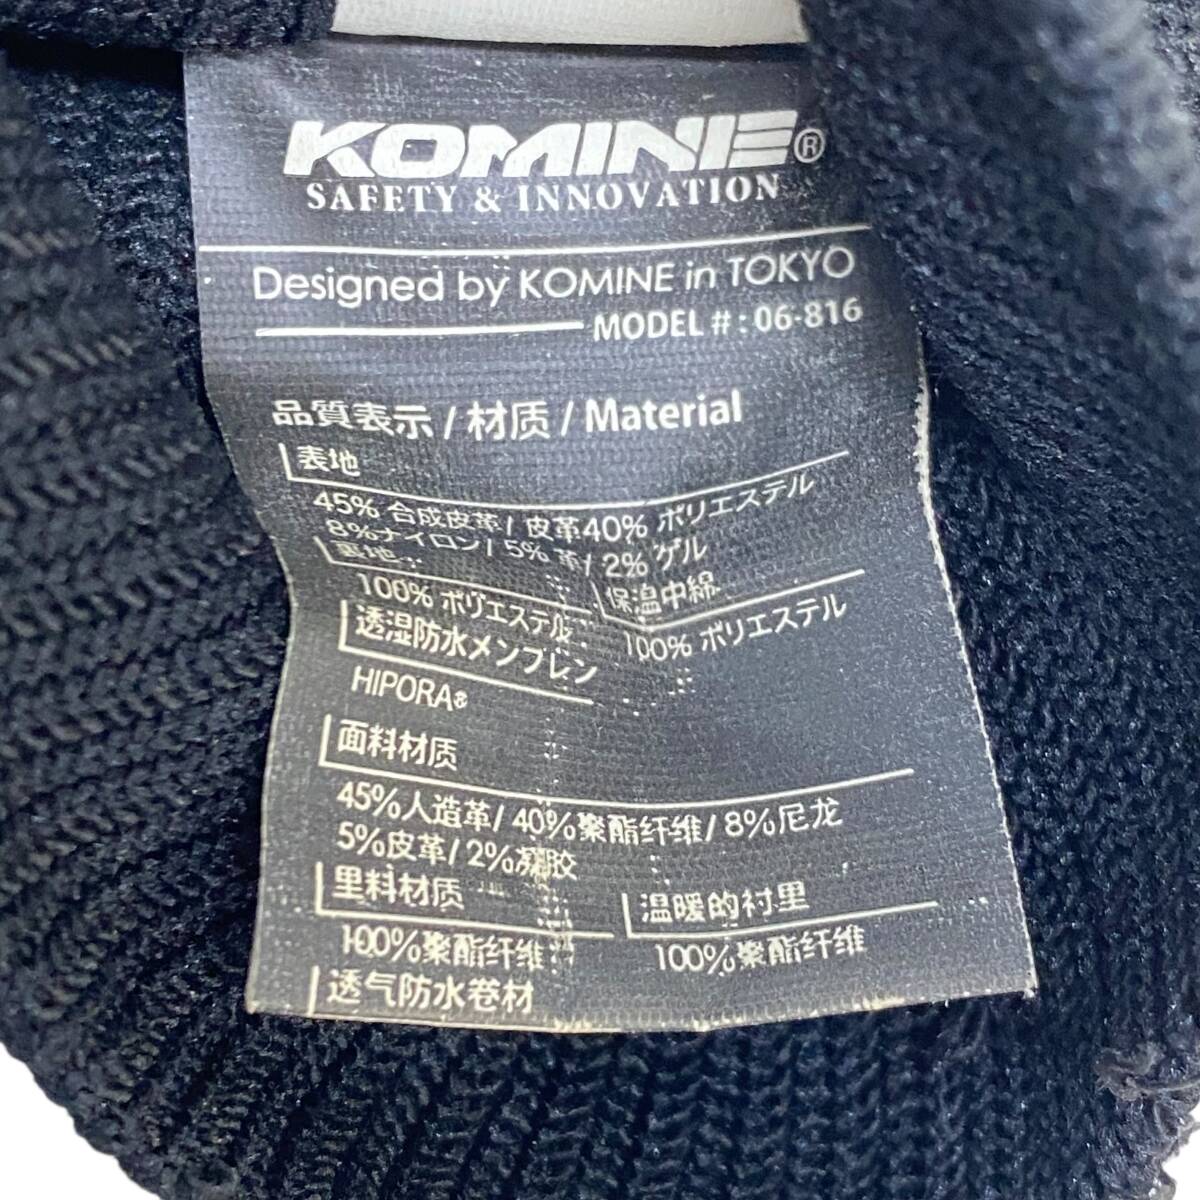 KOMINE®
SAFETY & INNOVATION
Designed by KOMINE in TOKYO
MODEL # : 06-816
品質表示 / 材质 / Material
表地
45% 合成皮革 / 皮革40% ポリエステル
8%ナイロン / 5% 革 / 2% ゲル
裏地
保温中綿
100% ポリエステル
100% ポリエステル
透湿防水メンブレン
HIPORA®
面料材质
45%人造革 / 40%聚酯纤维 / 8%尼龙
5%皮革 / 2%凝胶
里料材质
温暖的衬里
100%聚酯纤维
100%聚酯纤维
透气防水卷材